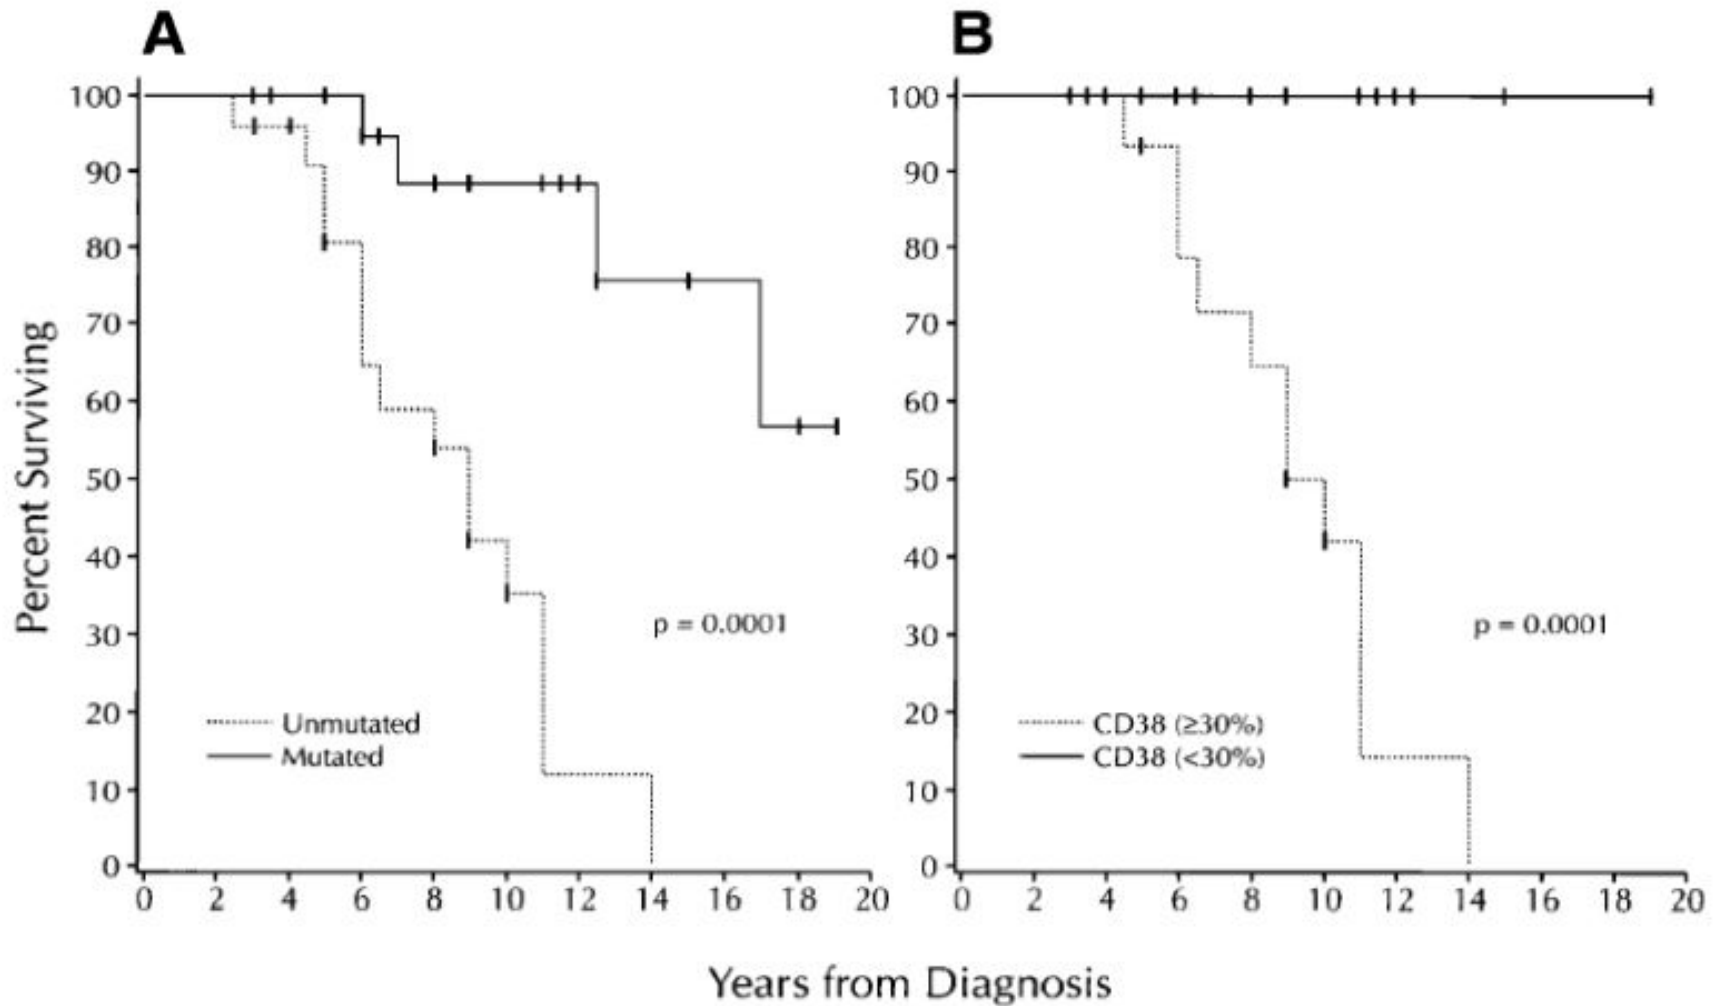 A
B
Percent Surviving
100
90
80
70
60
50
40
30
20
10
0
p = 0.0001
Unmutated
Mutated
0 2 4 6 8 10 12 14 16 18 20
100
90
80
70
60
50
40
30
20
10
0
p = 0.0001
CD38 (≥30%)
CD38 (<30%)
0 2 4 6 8 10 12 14 16 18 20
Years from Diagnosis